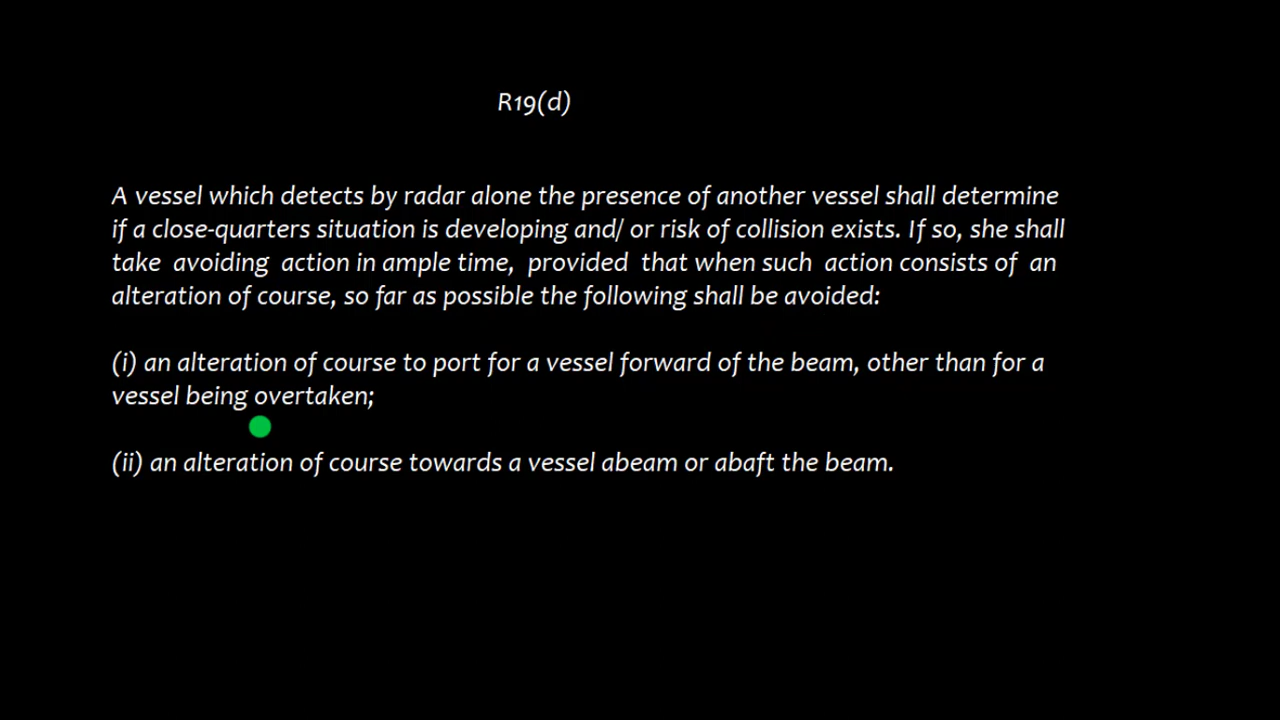 R19(d)
A vessel which detects by radar alone the presence of another vessel shall determine
if a close-quarters situation is developing and/ or risk of collision exists. If so, she shall
take avoiding action in ample time, provided that when such action consists of an
alteration of course, so far as possible the following shall be avoided:
(i) an alteration of course to port for a vessel forward of the beam, other than for a
vessel being overtaken;
(ii) an alteration of course towards a vessel abeam or abaft the beam.